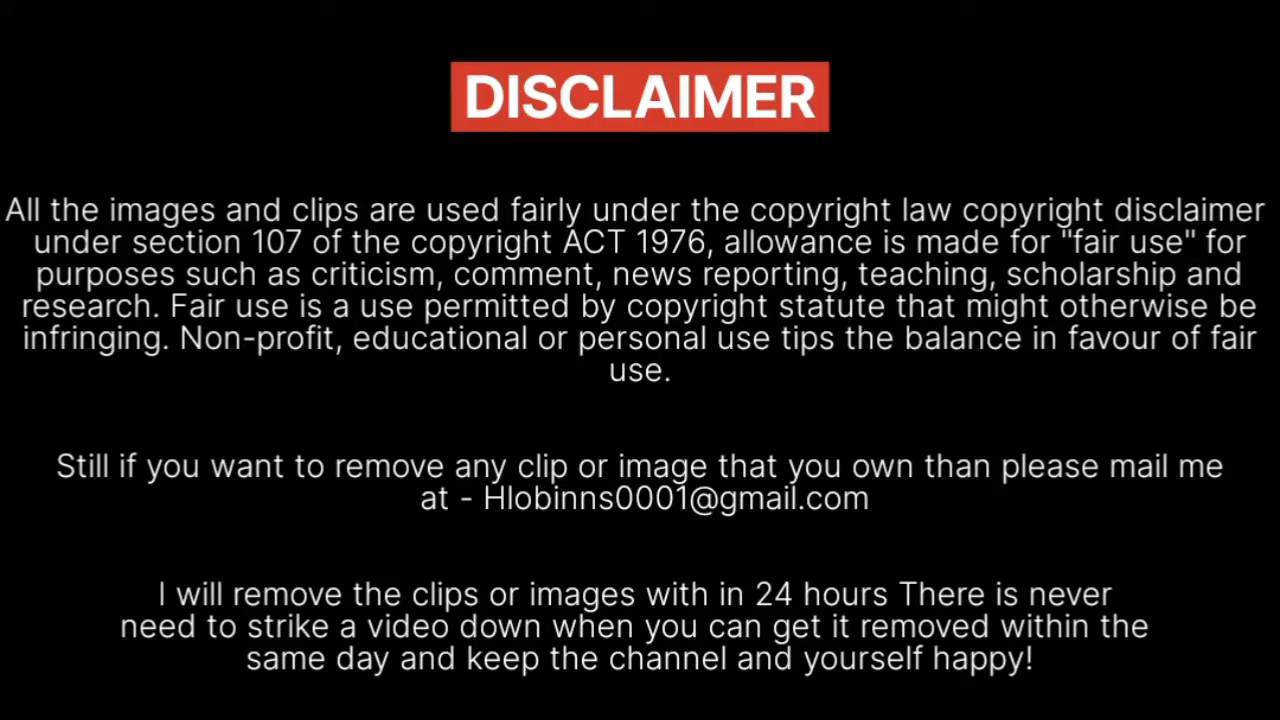 DISCLAIMER
All the images and clips are used fairly under the copyright law copyright disclaimer
under section 107 of the copyright ACT 1976, allowance is made for "fair use" for
purposes such as criticism, comment, news reporting, teaching, scholarship and
research. Fair use is a use permitted by copyright statute that might otherwise be
infringing. Non-profit, educational or personal use tips the balance in favour of fair
use.
Still if you want to remove any clip or image that you own than please mail me
at - Hlobinns0001@gmail.com
I will remove the clips or images with in 24 hours There is never
need to strike a video down when you can get it removed within the
same day and keep the channel and yourself happy!